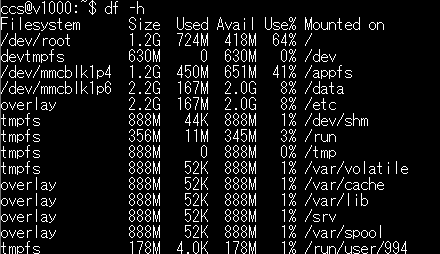 ccs@v1000:~$ df -h
Filesystem      Size  Used Avail Use% Mounted on
/dev/root       1.2G  724M  418M  64% /
devtmpfs        630M     0  630M   0% /dev
/dev/mmcblk1p4  1.2G  450M  651M  41% /appfs
/dev/mmcblk1p6  2.2G  167M  2.0G   8% /data
overlay         2.2G  167M  2.0G   8% /etc
tmpfs           888M   44K  888M   1% /dev/shm
tmpfs           356M   11M  345M   3% /run
tmpfs           888M     0  888M   0% /tmp
tmpfs           888M   52K  888M   1% /var/volatile
overlay         888M   52K  888M   1% /var/cache
overlay         888M   52K  888M   1% /var/lib
overlay         888M   52K  888M   1% /srv
overlay         888M   52K  888M   1% /var/spool
tmpfs           178M  4.0K  178M   1% /run/user/994